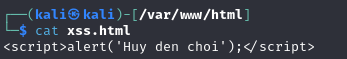 ┌──(kali㉿kali)-[/var/www/html]
└─$ cat xss.html
<script>alert('Huy den choi');</script>